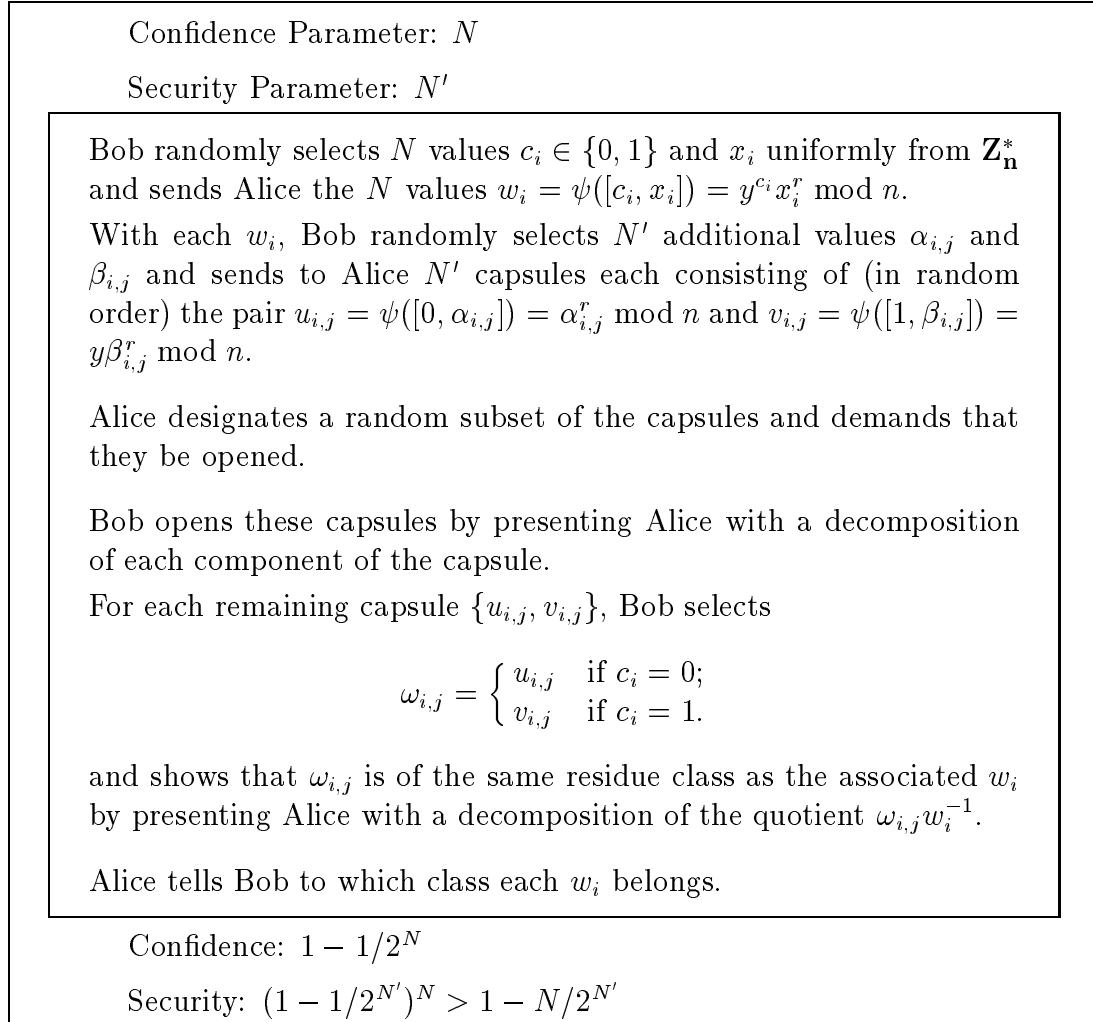 Confidence Parameter: N
Security Parameter: N′
Bob randomly selects N values c_i ∈ {0, 1} and x_i uniformly from Z*_n
and sends Alice the N values w_i = ψ([c_i, x_i]) = y^{c_i} x_i^r mod n.
With each w_i, Bob randomly selects N′ additional values α_{i,j} and
β_{i,j} and sends to Alice N′ capsules each consisting of (in random
order) the pair u_{i,j} = ψ([0, α_{i,j}]) = α_{i,j}^r mod n and v_{i,j} = ψ([1, β_{i,j}]) =
yβ_{i,j}^r mod n.
Alice designates a random subset of the capsules and demands that
they be opened.
Bob opens these capsules by presenting Alice with a decomposition
of each component of the capsule.
For each remaining capsule {u_{i,j}, v_{i,j}}, Bob selects
ω_{i,j} = { u_{i,j} if c_i = 0;
v_{i,j} if c_i = 1.
and shows that ω_{i,j} is of the same residue class as the associated w_i
by presenting Alice with a decomposition of the quotient ω_{i,j} w_i^{-1}.
Alice tells Bob to which class each w_i belongs.
Confidence: 1 − 1/2^N
Security: (1 − 1/2^{N′})^N > 1 − N/2^{N′}